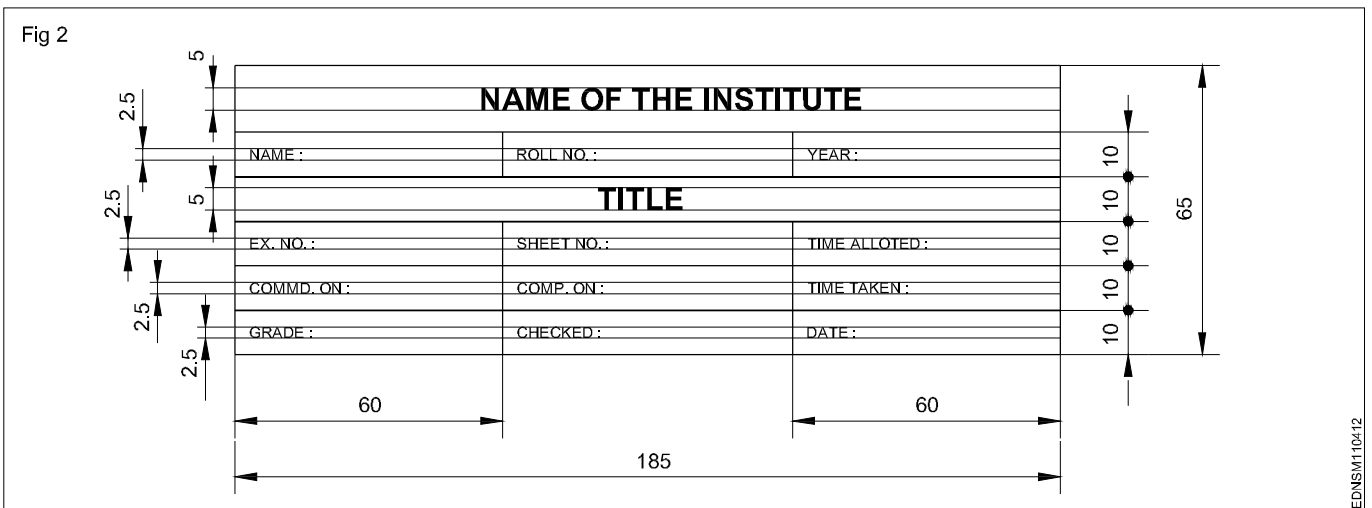 Fig 2
5
NAME OF THE INSTITUTE
2.5
NAME : ROLL NO. : YEAR : 10
2.5 5 TITLE 10 65
EX. NO. : SHEET NO. : TIME ALLOTED : 10
COMMD. ON : COMP. ON : TIME TAKEN : 10
2.5
GRADE : CHECKED : DATE : 10
2.5
60 60
185
EDNSM110412